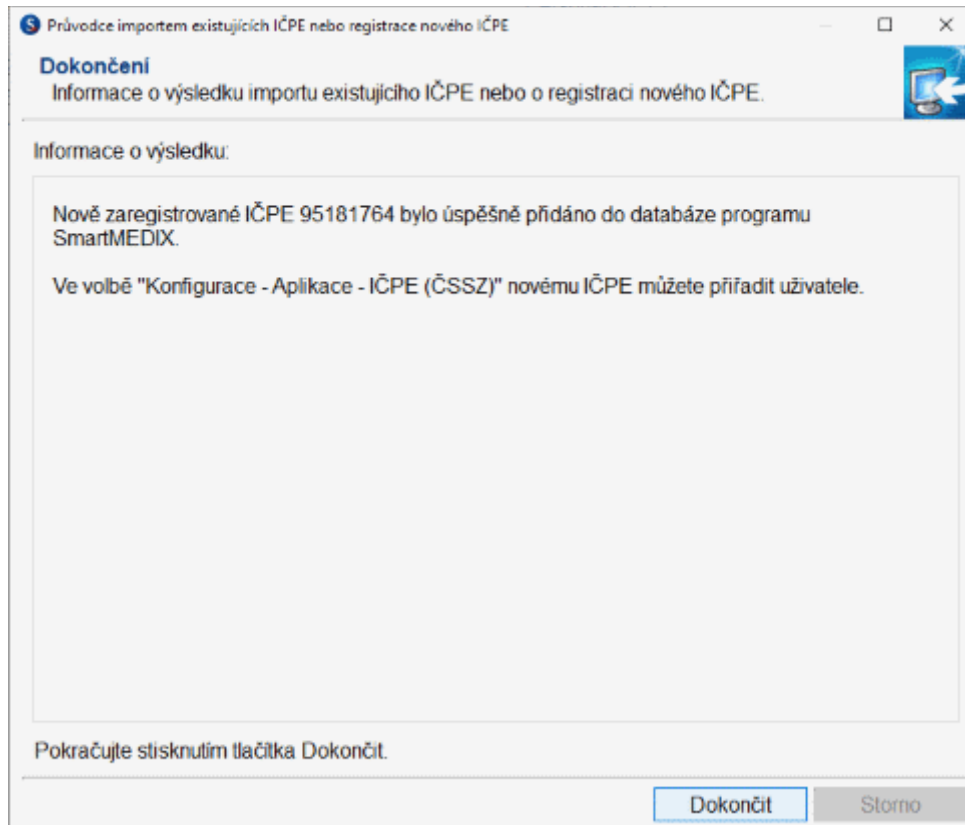 Průvodce importem existujících IČPE nebo registrace nového IČPE
Dokončení
Informace o výsledku importu existujícího IČPE nebo o registraci nového IČPE.
Informace o výsledku:
Nově zaregistrované IČPE 95181764 bylo úspěšně přidáno do databáze programu
SmartMEDIX.
Ve volbě "Konfigurace - Aplikace - IČPE (ČSSZ)" novému IČPE můžete přiřadit uživatele.
Pokračujte stisknutím tlačítka Dokončit.
Dokončit
Storno